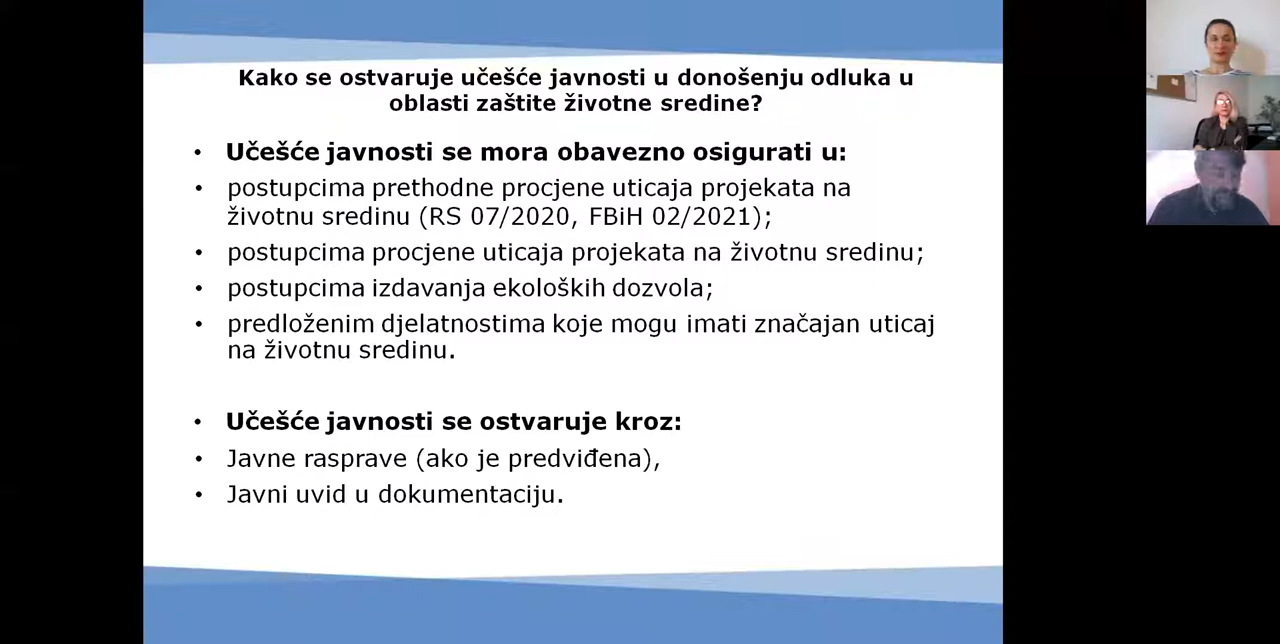 Kako se ostvaruje učešće javnosti u donošenju odluka u
oblasti zaštite životne sredine?
• Učešće javnosti se mora obavezno osigurati u:
• postupcima prethodne procjene uticaja projekata na
životnu sredinu (RS 07/2020, FBiH 02/2021);
• postupcima procjene uticaja projekata na životnu sredinu;
• postupcima izdavanja ekoloških dozvola;
• predloženim djelatnostima koje mogu imati značajan uticaj
na životnu sredinu.
• Učešće javnosti se ostvaruje kroz:
• Javne rasprave (ako je predviđena),
• Javni uvid u dokumentaciju.